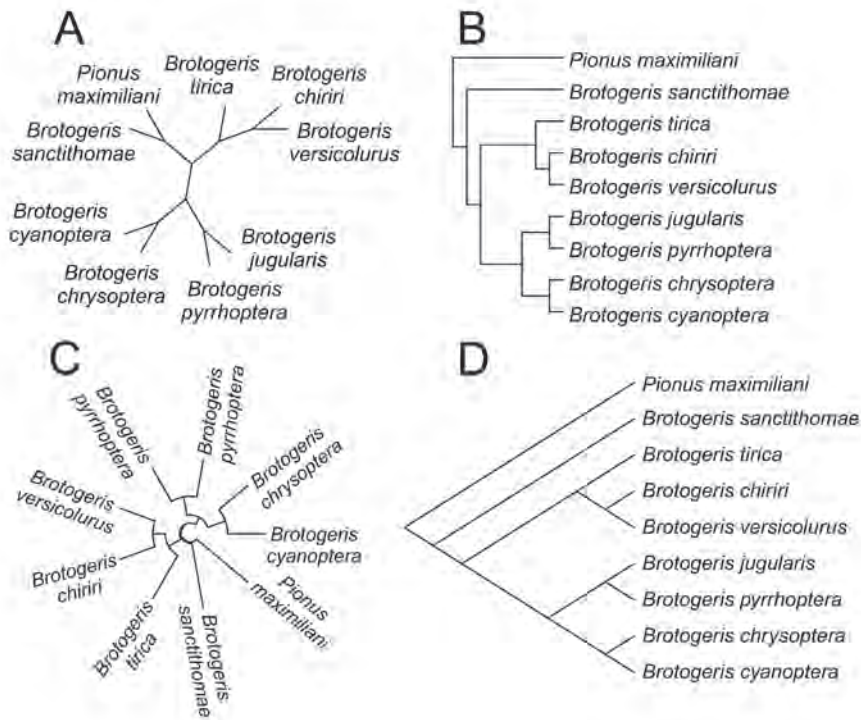 A
Pionus
maximiliani
Brotogeris
tirica
Brotogeris
chiriri
Brotogeris
sanctithomae
Brotogeris
versicolurus
Brotogeris
cyanoptera
Brotogeris
chrysoptera
Brotogeris
jugularis
Brotogeris
pyrrhoptera
B
Pionus maximiliani
Brotogeris sanctithomae
Brotogeris tirica
Brotogeris chiriri
Brotogeris versicolurus
Brotogeris jugularis
Brotogeris pyrrhoptera
Brotogeris chrysoptera
Brotogeris cyanoptera
C
Brotogeris
pyrrhoptera
Brotogeris
pyrrhoptera
Brotogeris
chrysoptera
Brotogeris
versicolurus
Brotogeris
cyanoptera
Brotogeris
chiriri
Brotogeris
tirica
Brotogeris
sanctithomae
Pionus
maximiliani
D
Pionus maximiliani
Brotogeris sanctithomae
Brotogeris tirica
Brotogeris chiriri
Brotogeris versicolurus
Brotogeris jugularis
Brotogeris pyrrhoptera
Brotogeris chrysoptera
Brotogeris cyanoptera